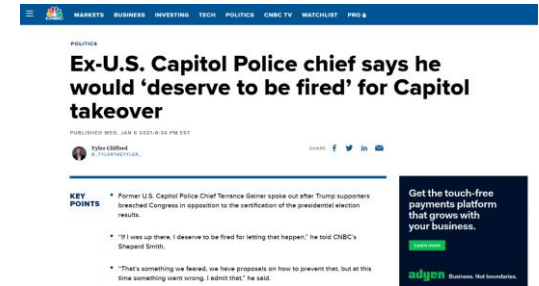 CNBC MARKETS BUSINESS INVESTING TECH POLITICS CNBC TV WATCHLIST PRO
POLITICS
Ex-U.S. Capitol Police chief says he
would ‘deserve to be fired’ for Capitol
takeover
PUBLISHED WED, JAN 6 2021-8:34 PM EST
Tyler Clifford
@_TYLERTHETYLER_
SHARE
KEY
POINTS
• Former U.S. Capitol Police Chief Terrance Gainer spoke out after Trump supporters
breached Congress in opposition to the certification of the presidential election
results.
• "If I was up there, I deserve to be fired for letting that happen," he told CNBC's
Shepard Smith.
• "That's something we feared, we have proposals on how to prevent that, but at this
time something went wrong. I admit that," he said.
Get the touch-free
payments platform
that grows with
your business.
Learn more
adyen Business. Not boundaries.